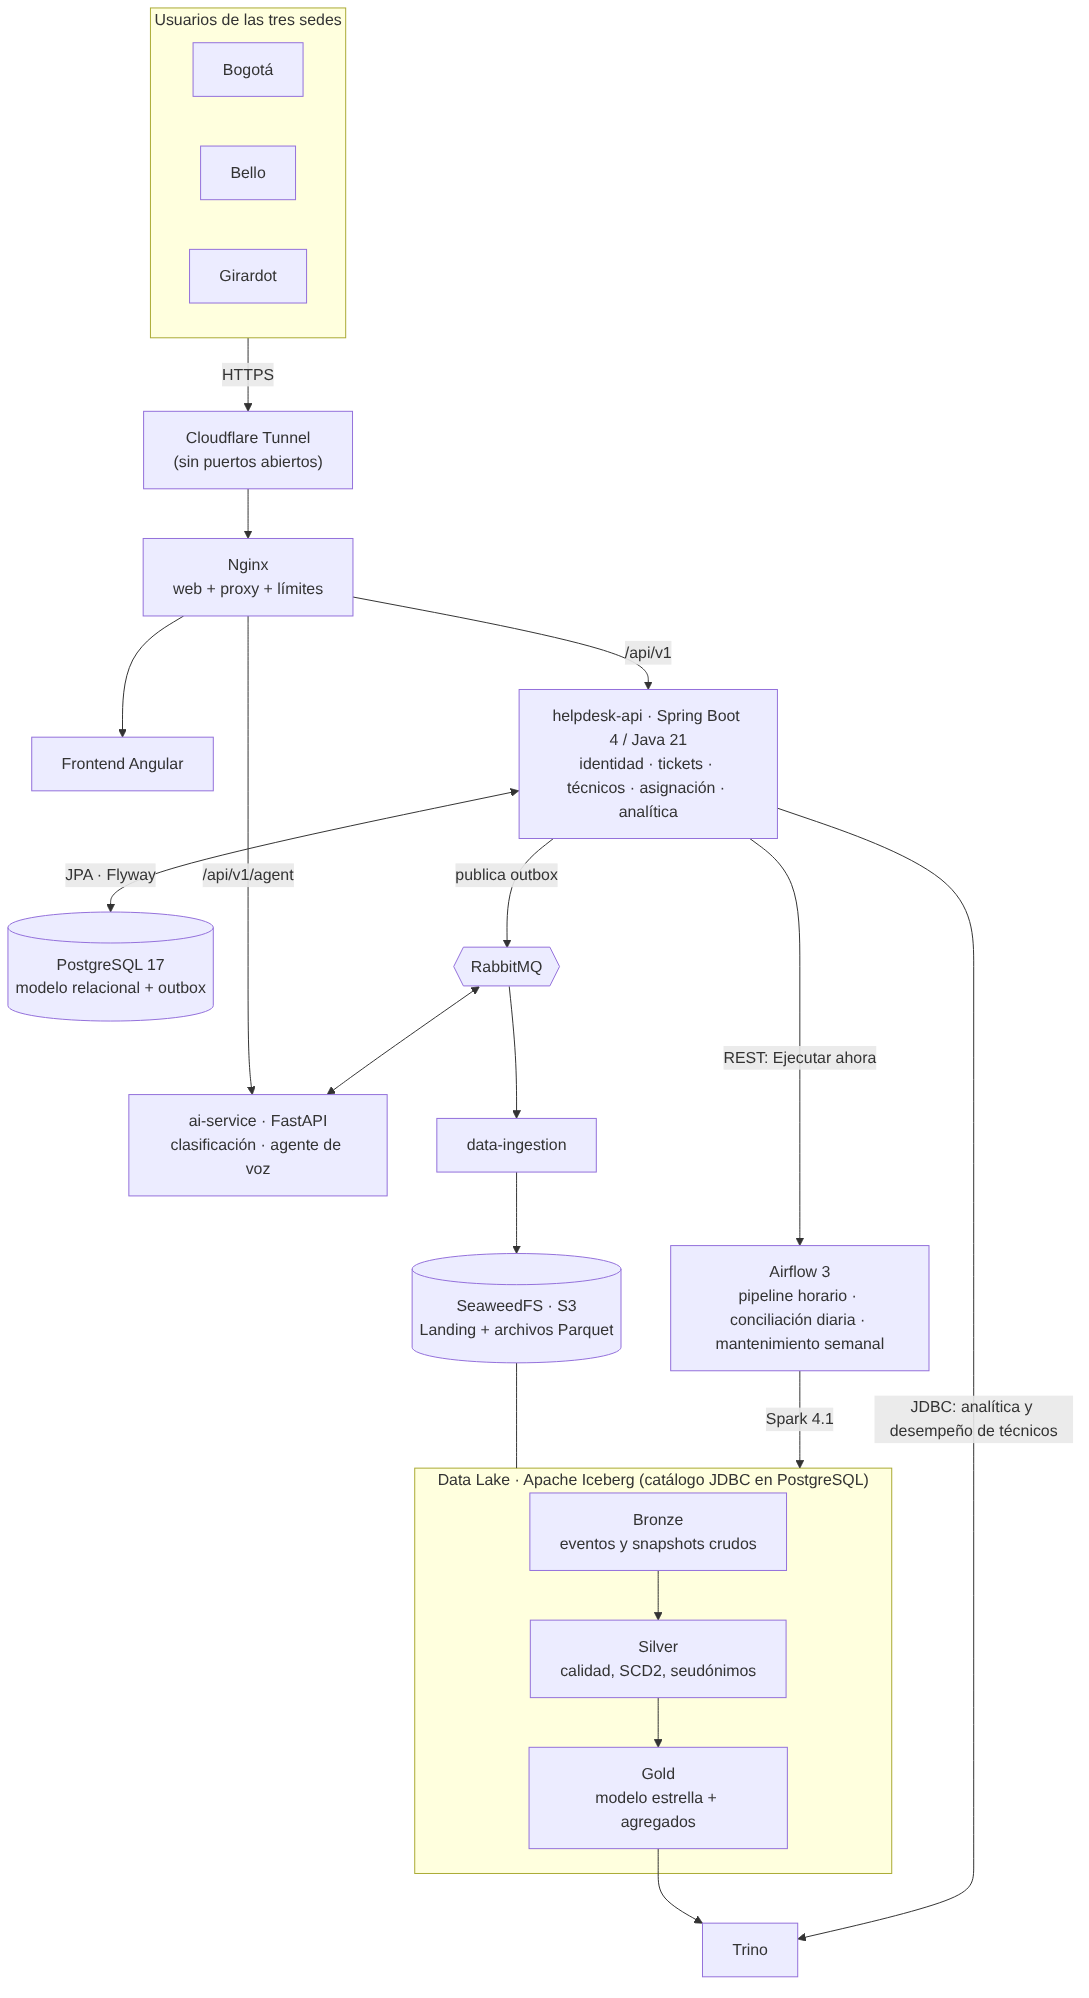 Usuarios de las tres sedes
Bogotá
Bello
Girardot
HTTPS
Cloudflare Tunnel
(sin puertos abiertos)
Nginx
web + proxy + límites
/api/v1
helpdesk-api · Spring Boot
4 / Java 21
identidad · tickets ·
técnicos · asignación ·
analítica
Frontend Angular
JPA · Flyway
/api/v1/agent
publica outbox
PostgreSQL 17
modelo relacional + outbox
RabbitMQ
REST: Ejecutar ahora
ai-service · FastAPI
clasificación · agente de
voz
data-ingestion
SeaweedFS · S3
Landing + archivos Parquet
Airflow 3
pipeline horario ·
conciliación diaria ·
mantenimiento semanal
Spark 4.1
JDBC: analítica y
desempeño de técnicos
Data Lake · Apache Iceberg (catálogo JDBC en PostgreSQL)
Bronze
eventos y snapshots crudos
Silver
calidad, SCD2, seudónimos
Gold
modelo estrella +
agregados
Trino